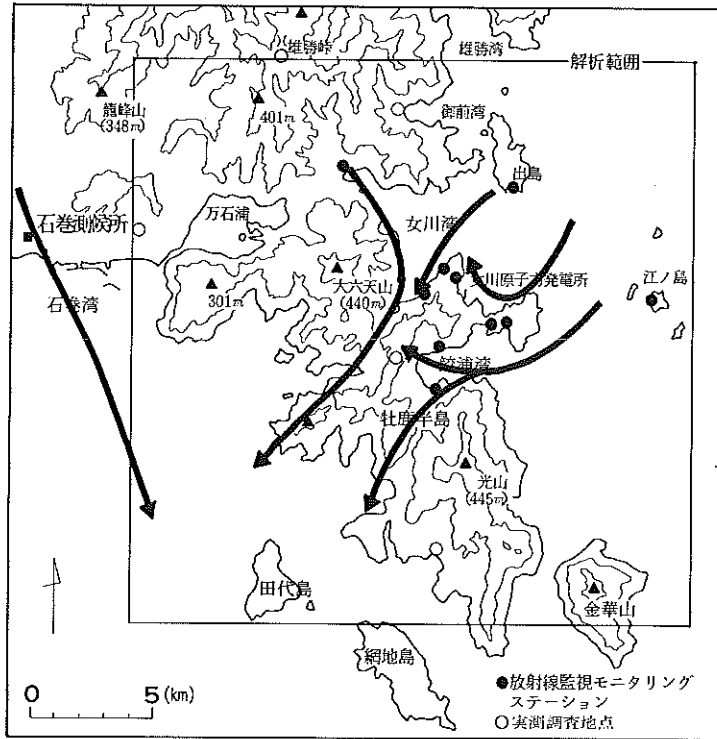 雄勝峠
雄勝湾
解析範囲
龍峰山
(348m)
401m
御前湾
出島
石巻測候所
万石浦
女川湾
石巻湾
301m
大六天山
(440m)
女川原子力発電所
江ノ島
鮫浦湾
牡鹿半島
光山
(445m)
田代島
金華山
網地島
0 5 (km)
●放射線監視モニタリング
ステーション
○実測調査地点